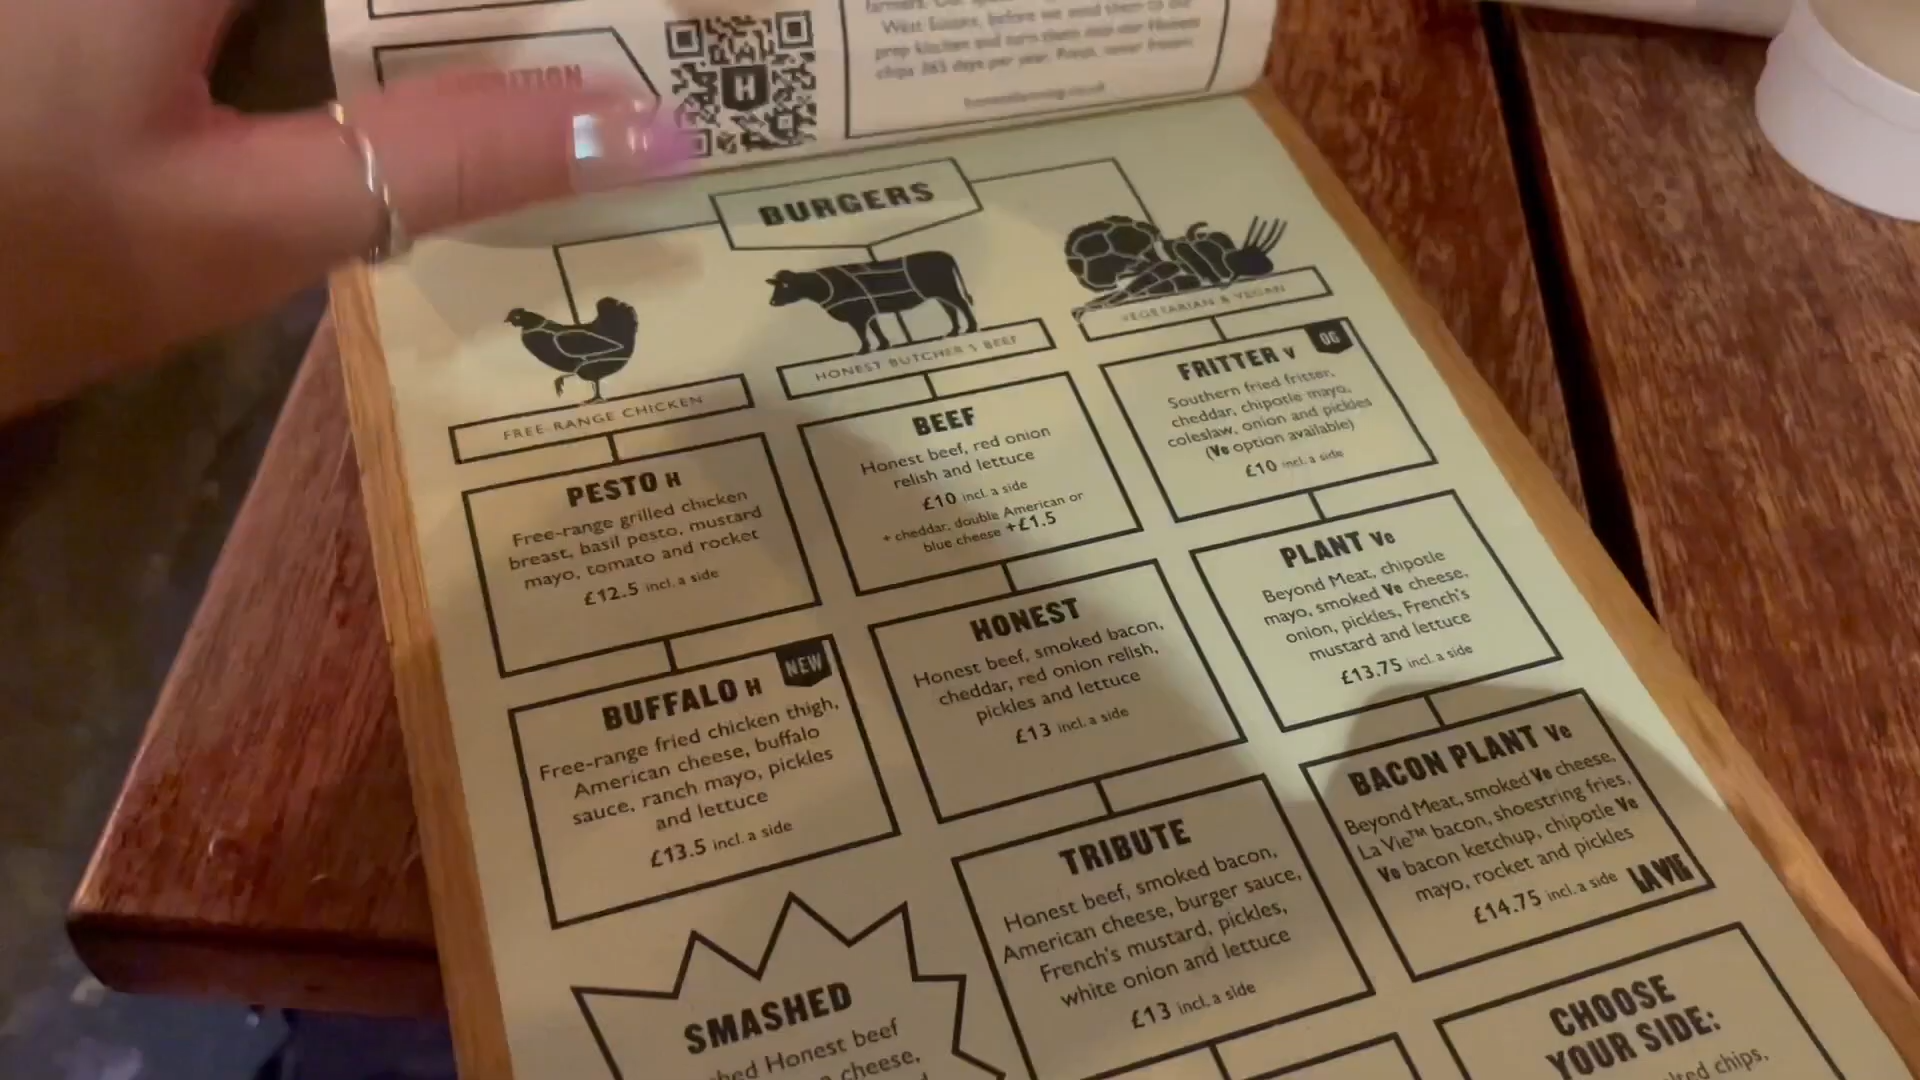 West Sussex, before we send them to our
prep kitchen and turn them into our Honest
chips 365 days per year. Fresh, never frozen
H
BURGERS
FREE-RANGE CHICKEN
PESTO H
Free-range grilled chicken
breast, basil pesto, mustard
mayo, tomato and rocket
£12.5 incl. a side
BUFFALO H
NEW
Free-range fried chicken thigh,
American cheese, buffalo
sauce, ranch mayo, pickles
and lettuce
£13.5 incl. a side
SMASHED
Honest beef
cheese,
HONEST BUTCHER'S BEEF
BEEF
Honest beef, red onion
relish and lettuce
£10 incl. a side
+ cheddar, double American or
blue cheese +£1.5
HONEST
Honest beef, smoked bacon,
cheddar, red onion relish,
pickles and lettuce
£13 incl. a side
TRIBUTE
Honest beef, smoked bacon,
American cheese, burger sauce,
French's mustard, pickles,
white onion and lettuce
£13 incl. a side
VEGETARIAN & VEGAN
FRITTER V
OG
Southern fried fritter,
cheddar, chipotle mayo,
coleslaw, onion and pickles
(Ve option available)
£10 incl. a side
PLANT Ve
Beyond Meat, chipotle
mayo, smoked Ve cheese,
onion, pickles, French's
mustard and lettuce
£13.75 incl. a side
BACON PLANT Ve
Beyond Meat, smoked Ve cheese,
La Vie™ bacon, shoestring fries,
Ve bacon ketchup, chipotle Ve
mayo, rocket and pickles
£14.75 incl. a side
LA VIE
CHOOSE
YOUR SIDE:
chips,